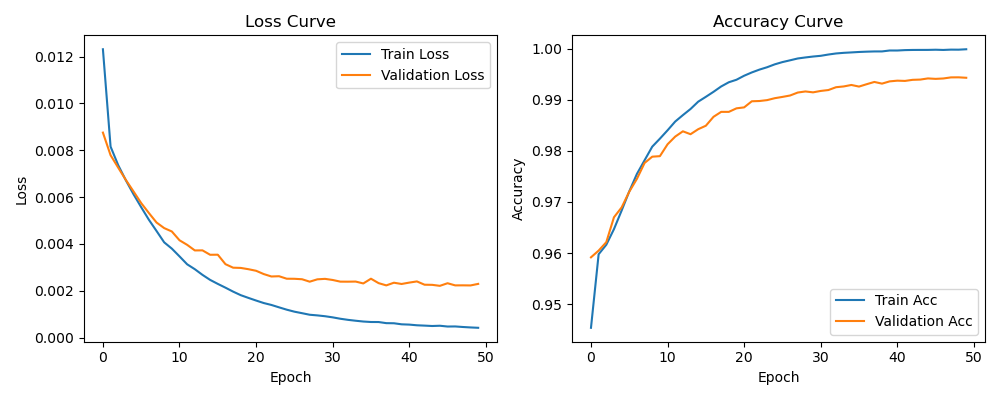 Loss Curve
0.012
0.010
0.008
0.006
0.004
0.002
0.000
Loss
0 10 20 30 40 50
Epoch
Train Loss
Validation Loss
Accuracy Curve
1.00
0.99
0.98
0.97
0.96
0.95
Accuracy
0 10 20 30 40 50
Epoch
Train Acc
Validation Acc